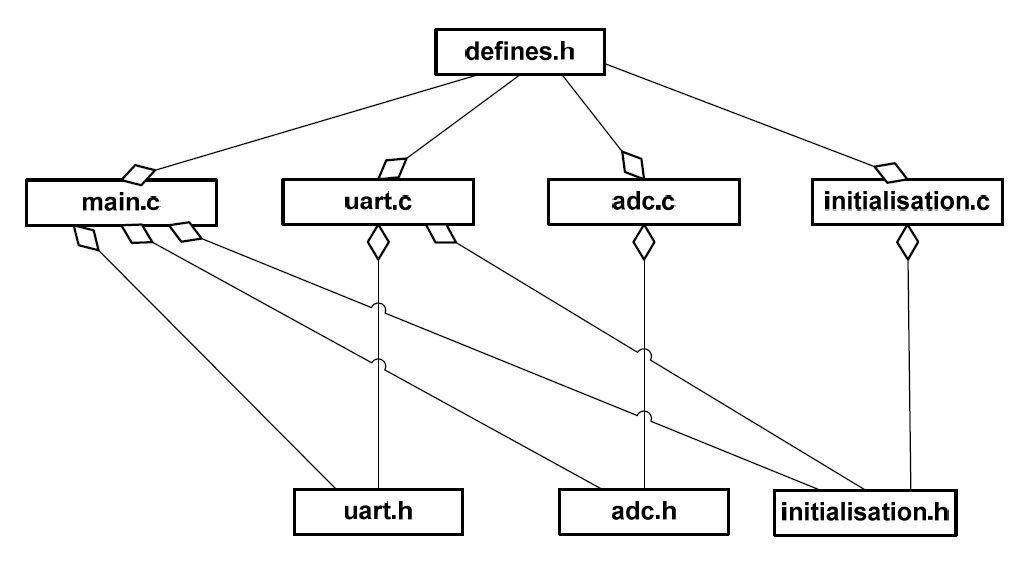 defines.h
main.c
uart.c
adc.c
initialisation.c
uart.h
adc.h
initialisation.h